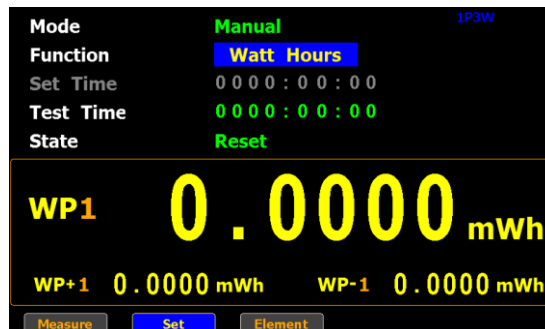 Mode Manual 1P3W
Function Watt Hours
Set Time 0000:00:00
Test Time 0000:00:00
State Reset
WP1 0.0000 mWh
WP+1 0.0000 mWh WP-1 0.0000 mWh
Measure Set Element